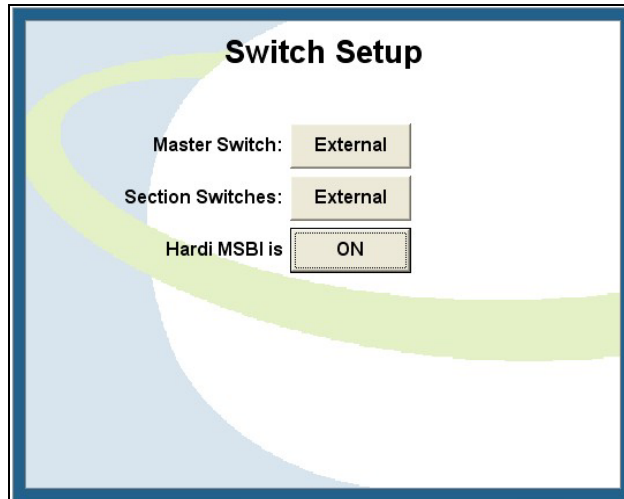 Switch Setup
Master Switch: External
Section Switches: External
Hardi MSBI is ON